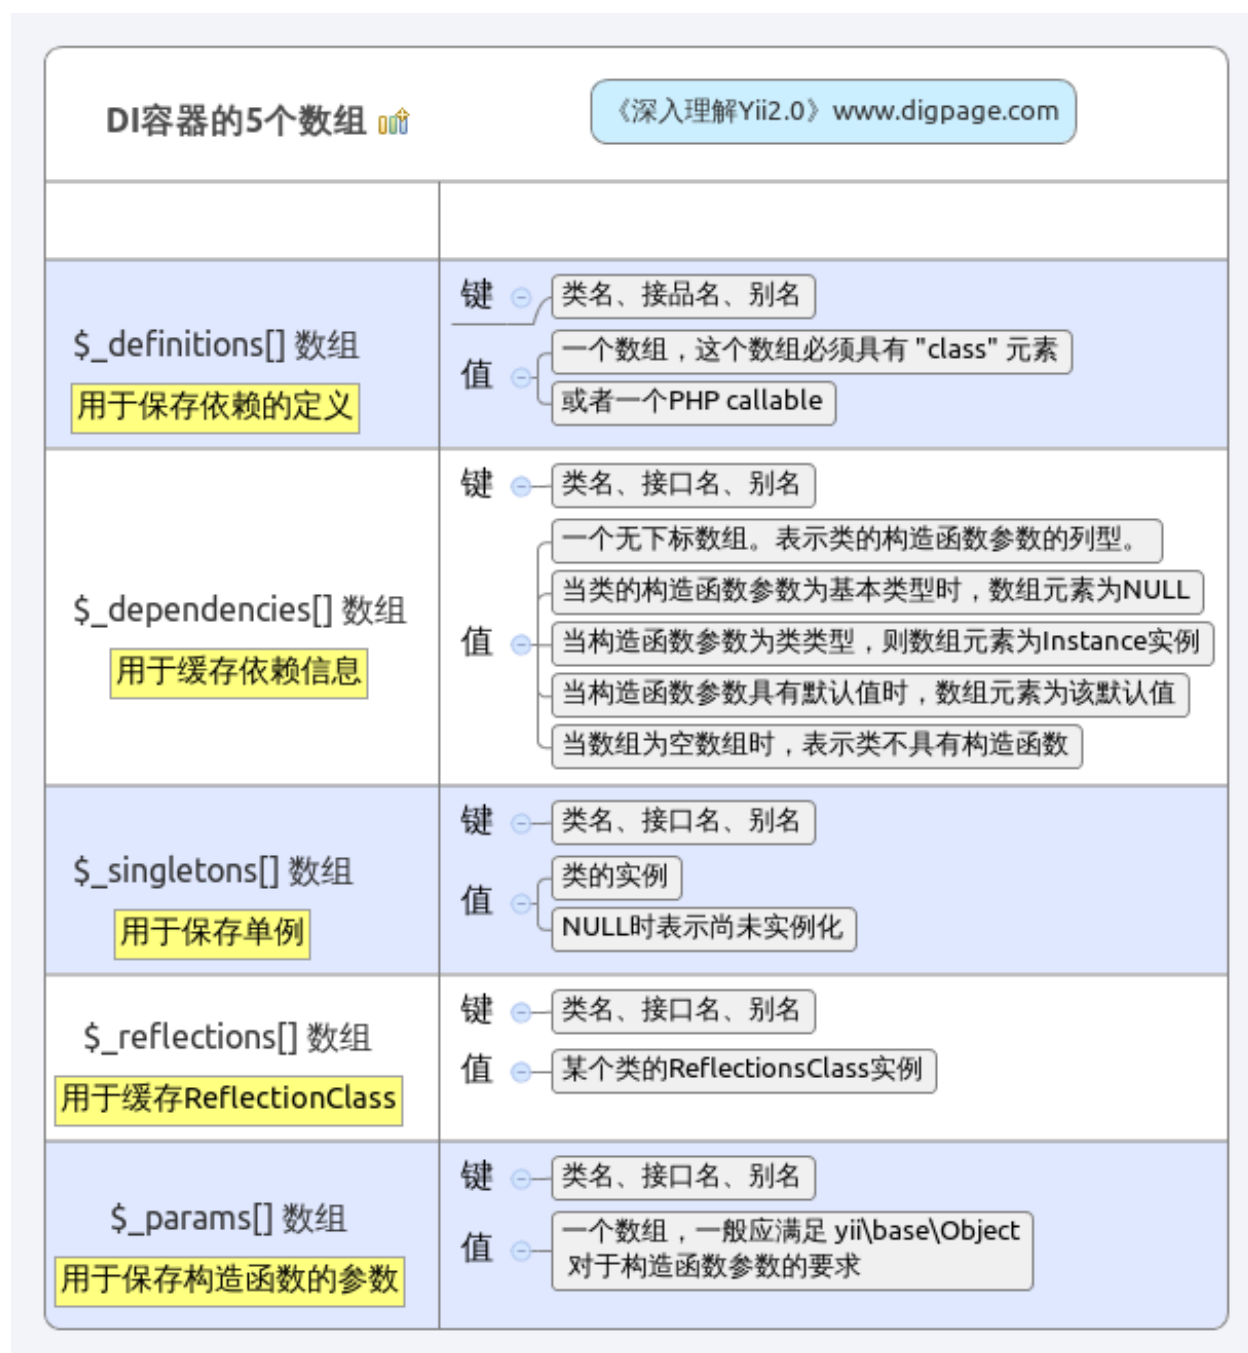 DI容器的5个数组
《深入理解Yii2.0》www.digpage.com
$_definitions[] 数组
用于保存依赖的定义
键
类名、接品名、别名
值
一个数组，这个数组必须具有 "class" 元素
或者一个PHP callable
$_dependencies[] 数组
用于缓存依赖信息
键
类名、接口名、别名
值
一个无下标数组。表示类的构造函数参数的列型。
当类的构造函数参数为基本类型时，数组元素为NULL
当构造函数参数为类类型，则数组元素为Instance实例
当构造函数参数具有默认值时，数组元素为该默认值
当数组为空数组时，表示类不具有构造函数
$_singletons[] 数组
用于保存单例
键
类名、接口名、别名
值
类的实例
NULL时表示尚未实例化
$_reflections[] 数组
用于缓存ReflectionClass
键
类名、接口名、别名
值
某个类的ReflectionsClass实例
$_params[] 数组
用于保存构造函数的参数
键
类名、接口名、别名
值
一个数组，一般应满足 yii\base\Object
对于构造函数参数的要求